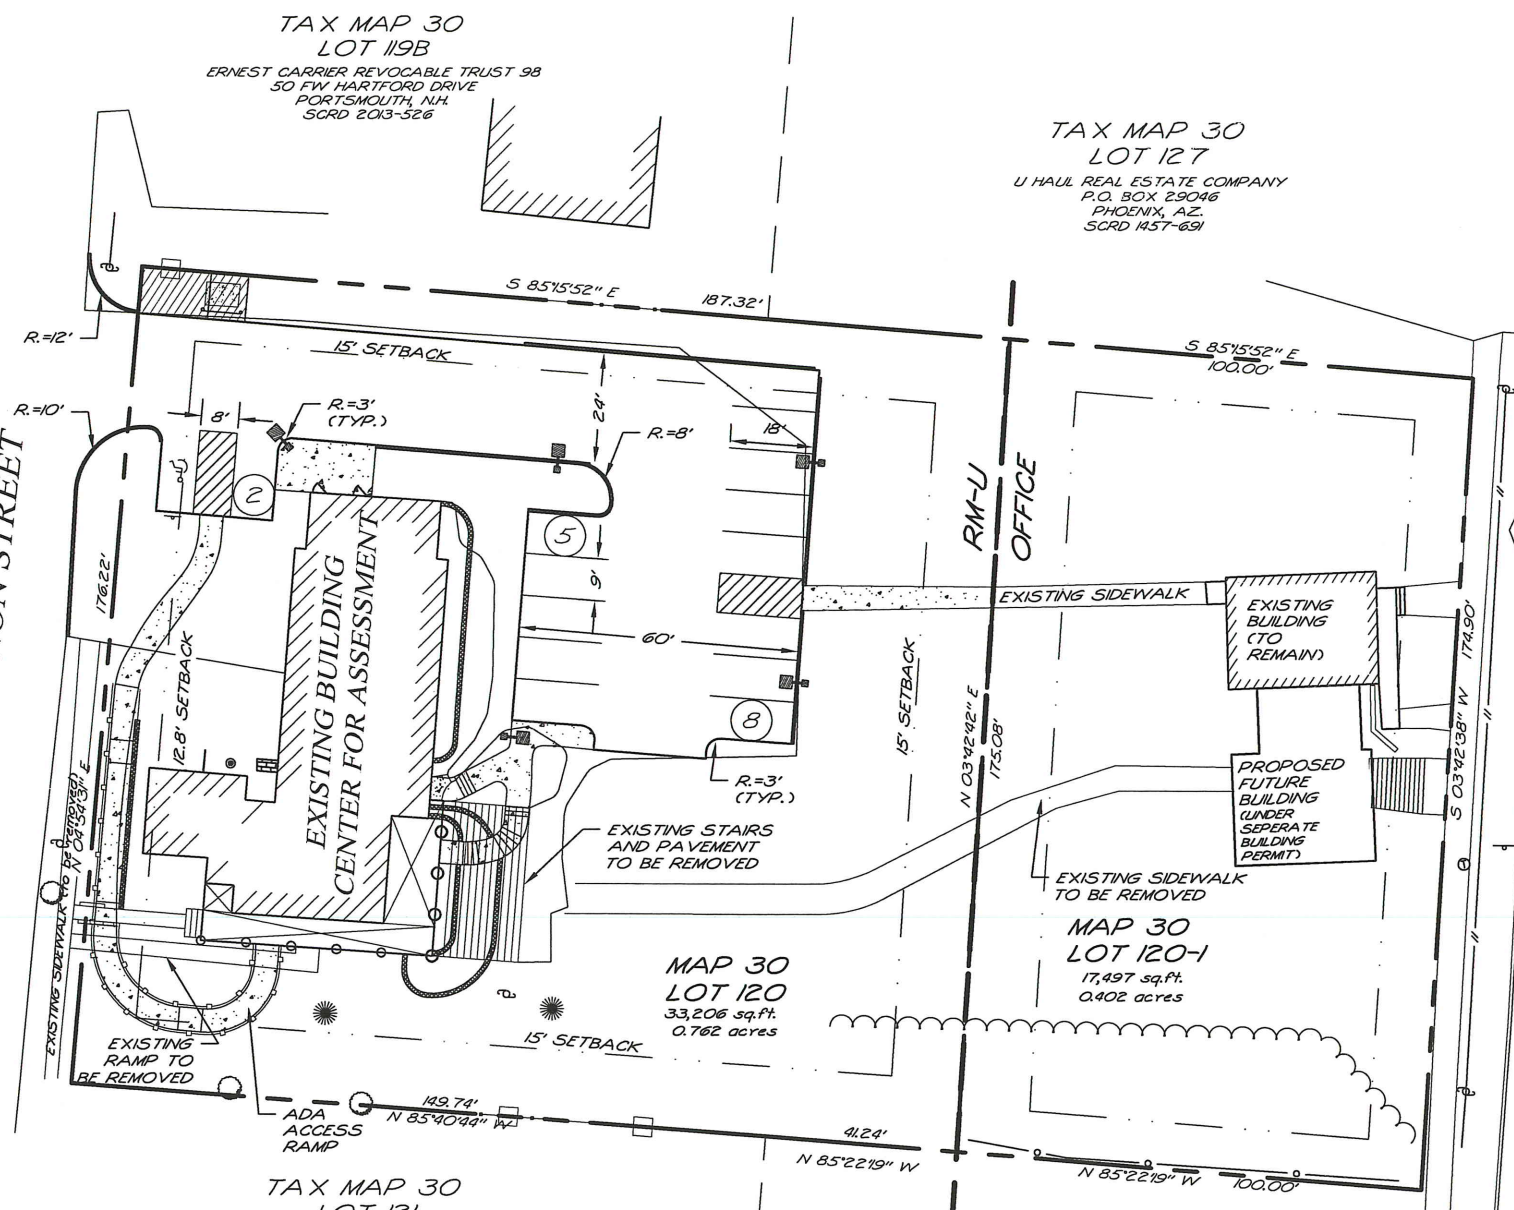 TAX MAP 30
LOT 119B
ERNEST CARRIER REVOCABLE TRUST 98
50 FW HARTFORD DRIVE
PORTSMOUTH, N.H.
SCRD 2013-526
TAX MAP 30
LOT 127
U HAUL REAL ESTATE COMPANY
P.O. BOX 29046
PHOENIX, AZ.
SCRD 1457-691
S 85°15'52" E
187.32'
S 85°15'52" E
100.00'
R.=12'
15' SETBACK
R.=10'
8'
R.=3'
(TYP.)
24'
R.=8'
18'
RM-U
OFFICE
2
5
9'
60'
8
R.=3'
(TYP.)
STREET
176.22'
12.8' SETBACK
EXISTING BUILDING
CENTER FOR ASSESSMENT
EXISTING SIDEWALK
15' SETBACK
N 03°42'42" E
175.08'
EXISTING
BUILDING
(TO
REMAIN)
174.90'
S 03°42'38" W
PROPOSED
FUTURE
BUILDING
(UNDER
SEPERATE
BUILDING
PERMIT)
EXISTING STAIRS
AND PAVEMENT
TO BE REMOVED
EXISTING SIDEWALK
TO BE REMOVED
N 04°54'31" E
EXISTING SIDEWALK (to be removed)
MAP 30
LOT 120
33,206 sq.ft.
0.762 acres
MAP 30
LOT 120-1
17,497 sq.ft.
0.402 acres
15' SETBACK
EXISTING
RAMP TO
BE REMOVED
ADA
ACCESS
RAMP
149.74'
N 85°40'44" W
41.24'
N 85°22'19" W
N 85°22'19" W
100.00'
TAX MAP 30
LOT 121